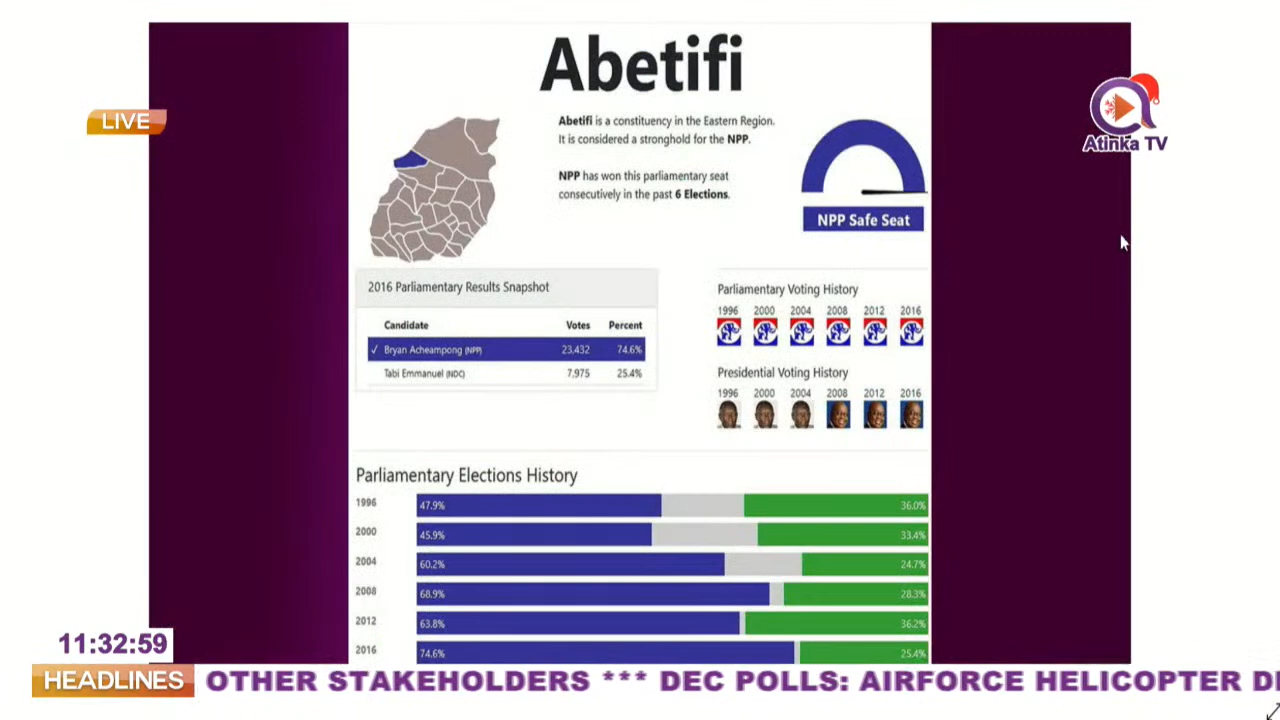 Abetifi
LIVE
Atinka TV
Abetifi is a constituency in the Eastern Region.
It is considered a stronghold for the NPP.
NPP has won this parliamentary seat
consecutively in the past 6 Elections.
NPP Safe Seat
2016 Parliamentary Results Snapshot
Candidate Votes Percent
✓ Bryan Acheampong (NPP) 23,432 74.6%
Tabi Emmanuel (NDC) 7,975 25.4%
Parliamentary Voting History
1996 2000 2004 2008 2012 2016
Presidential Voting History
1996 2000 2004 2008 2012 2016
Parliamentary Elections History
1996 47.9% 36.0%
2000 45.9% 33.4%
2004 60.2% 24.7%
2008 68.9% 28.3%
2012 63.8% 36.2%
2016 74.6% 25.4%
11:32:59
HEADLINES OTHER STAKEHOLDERS *** DEC POLLS: AIRFORCE HELICOPTER